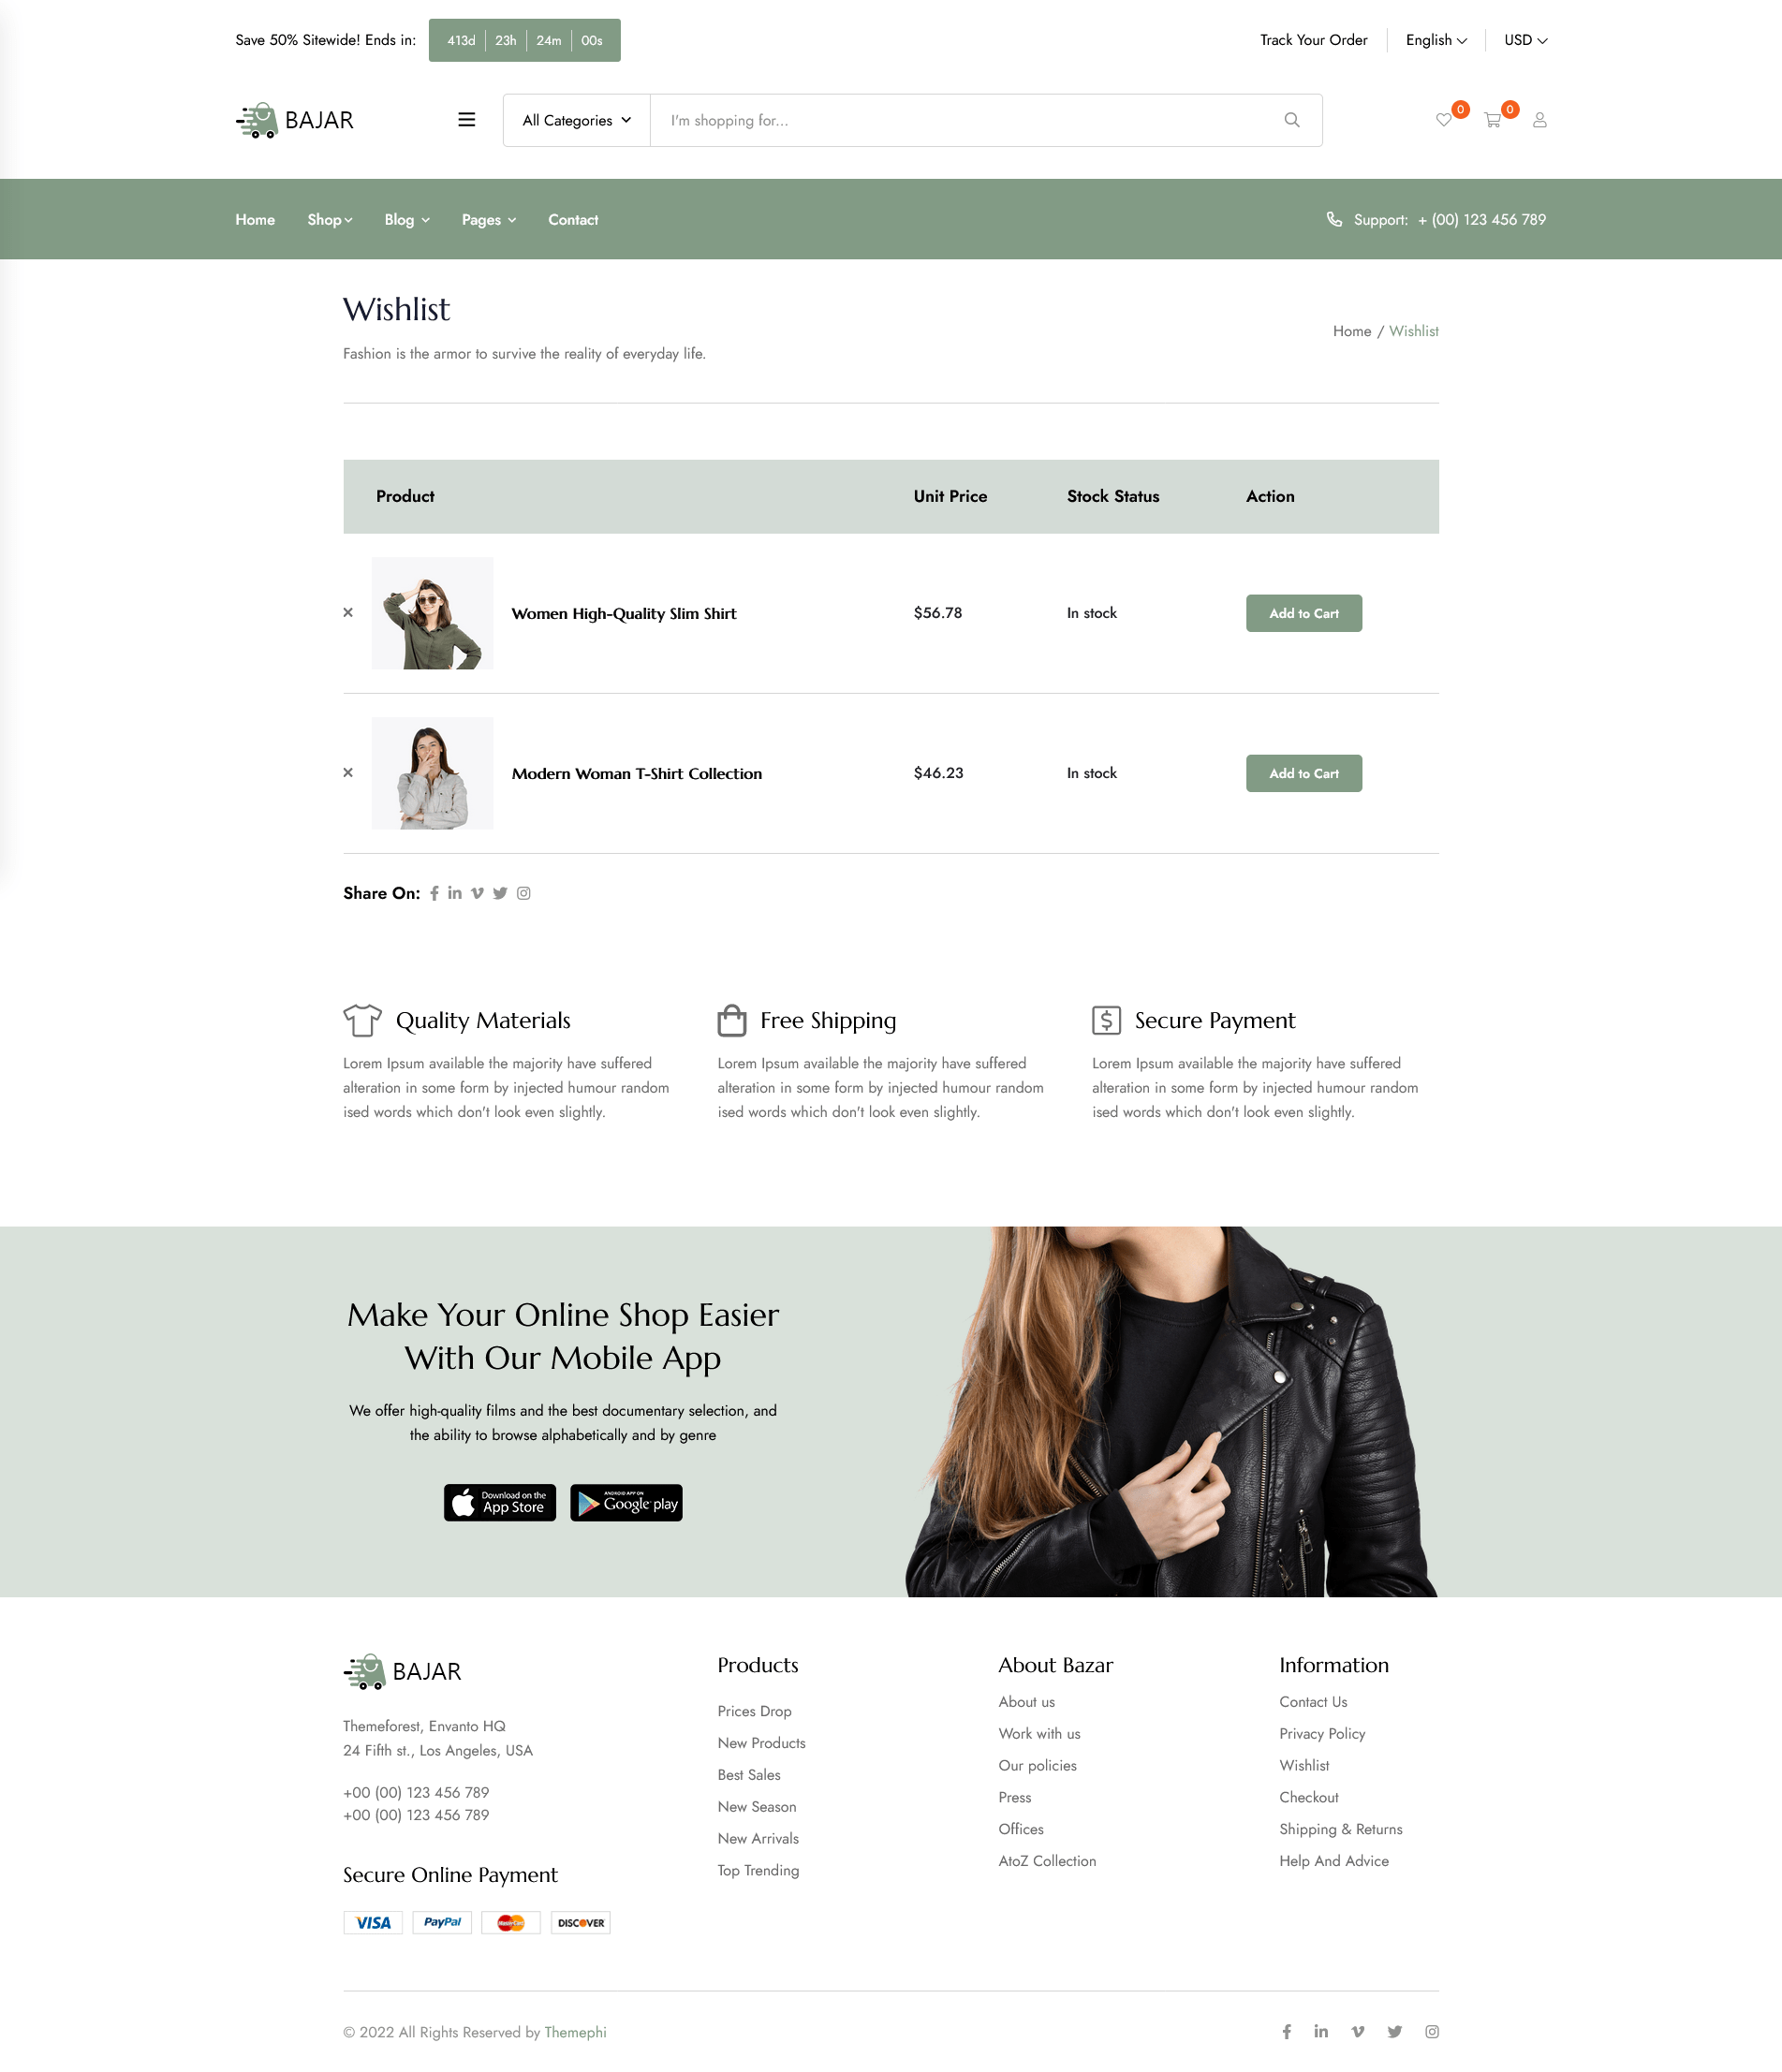 Save 50% Sitewide! Ends in: 413d 23h 24m 00s Track Your Order English USD
BAJAR All Categories I'm shopping for... 0 0
Home Shop Blog Pages Contact Support: + (00) 123 456 789
Wishlist
Home / Wishlist
Fashion is the armor to survive the reality of everyday life.
Product Unit Price Stock Status Action
Women High-Quality Slim Shirt $56.78 In stock Add to Cart
Modern Woman T-Shirt Collection $46.23 In stock Add to Cart
Share On:
Quality Materials
Lorem Ipsum available the majority have suffered
alteration in some form by injected humour random
ised words which don't look even slightly.
Free Shipping
Lorem Ipsum available the majority have suffered
alteration in some form by injected humour random
ised words which don't look even slightly.
Secure Payment
Lorem Ipsum available the majority have suffered
alteration in some form by injected humour random
ised words which don't look even slightly.
Make Your Online Shop Easier
With Our Mobile App
We offer high-quality films and the best documentary selection, and
the ability to browse alphabetically and by genre
Download on the
App Store
ANDROID APP ON
Google play
BAJAR
Themeforest, Envanto HQ
24 Fifth st., Los Angeles, USA
+00 (00) 123 456 789
+00 (00) 123 456 789
Secure Online Payment
VISA PayPal MasterCard DISCOVER
Products
Prices Drop
New Products
Best Sales
New Season
New Arrivals
Top Trending
About Bazar
About us
Work with us
Our policies
Press
Offices
AtoZ Collection
Information
Contact Us
Privacy Policy
Wishlist
Checkout
Shipping & Returns
Help And Advice
© 2022 All Rights Reserved by Themephi